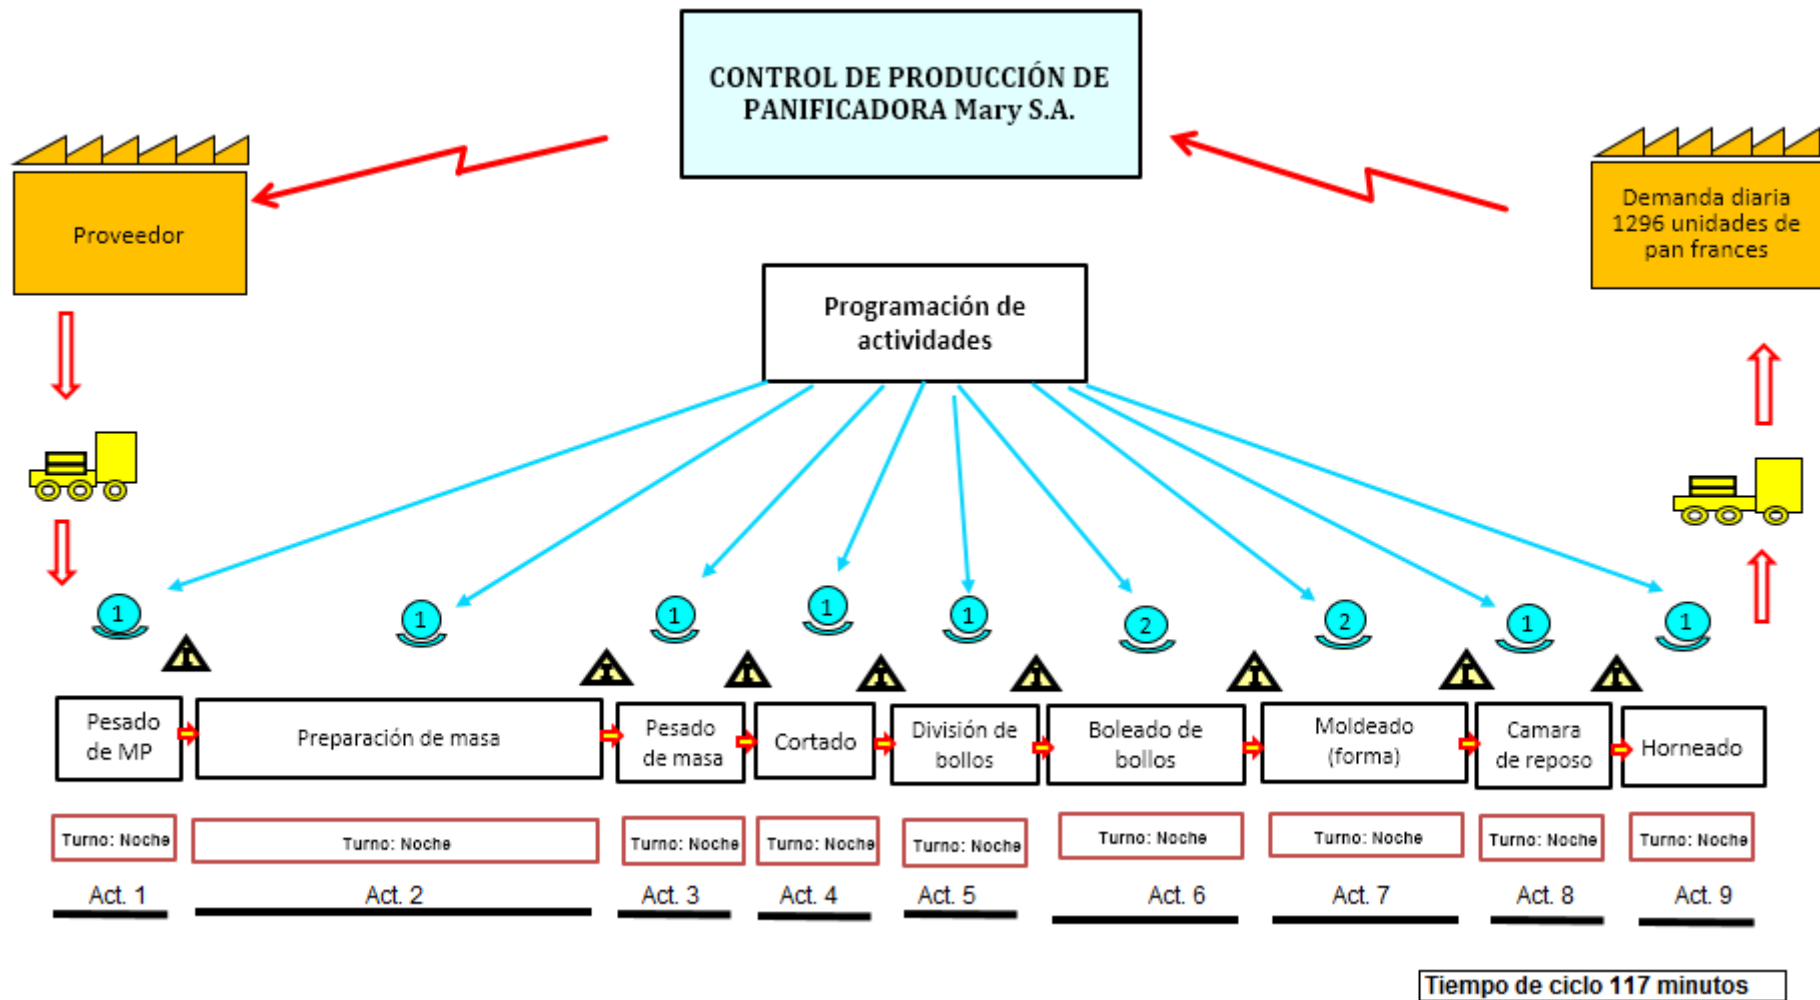 CONTROL DE PRODUCCIÓN DE
PANIFICADORA Mary S.A.
Proveedor
Demanda diaria
1296 unidades de
pan frances
Programación de
actividades
1
1
1
1
1
2
2
1
1
I
I
I
I
I
I
I
I
Pesado
de MP
Preparación de masa
Pesado
de masa
Cortado
División de
bollos
Boleado de
bollos
Moldeado
(forma)
Camara
de reposo
Horneado
Turno: Noche
Turno: Noche
Turno: Noche
Turno: Noche
Turno: Noche
Turno: Noche
Turno: Noche
Turno: Noche
Turno: Noche
Act. 1
Act. 2
Act. 3
Act. 4
Act. 5
Act. 6
Act. 7
Act. 8
Act. 9
Tiempo de ciclo 117 minutos